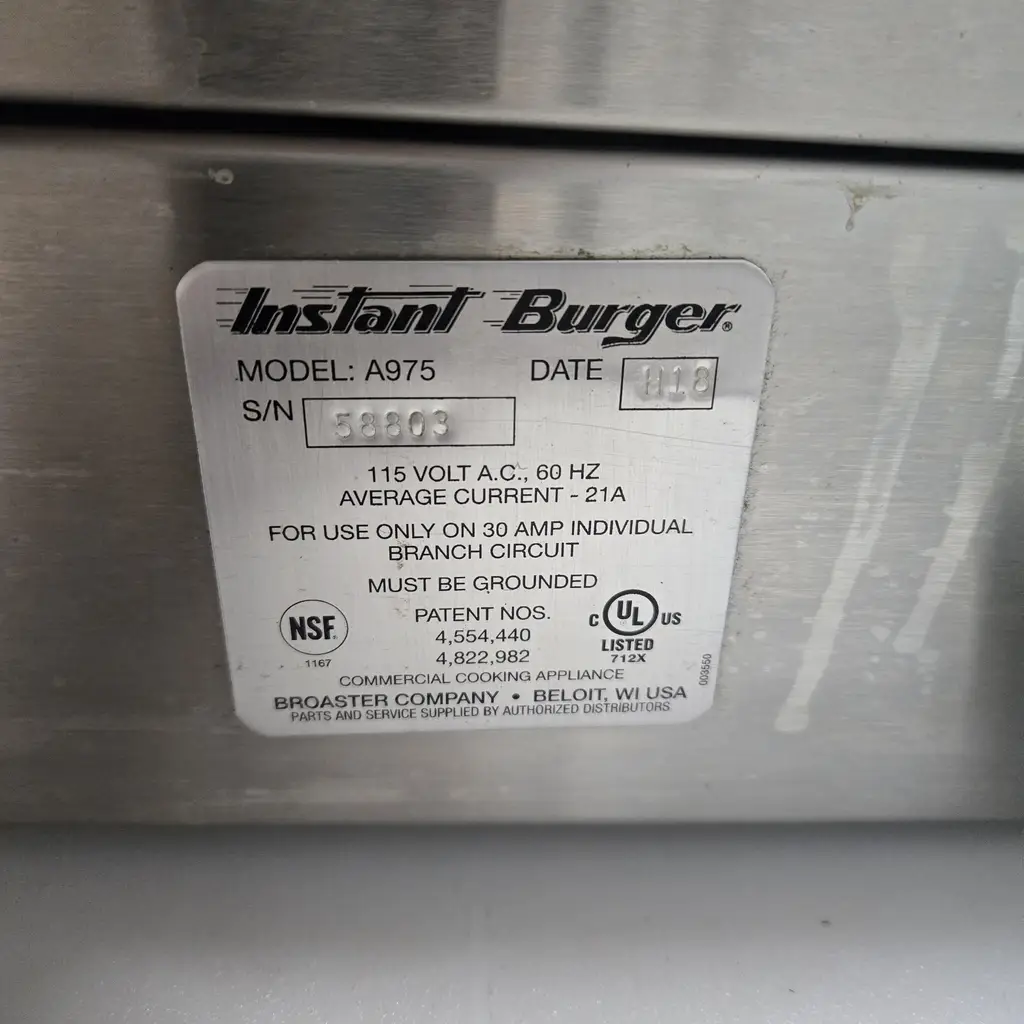 Instant Burger®
MODEL: A975 DATE H18
S/N 58803
115 VOLT A.C., 60 HZ
AVERAGE CURRENT - 21A
FOR USE ONLY ON 30 AMP INDIVIDUAL
BRANCH CIRCUIT
MUST BE GROUNDED
PATENT NOS.
4,554,440
4,822,982
NSF®
1167
C UL® US
LISTED
712X
COMMERCIAL COOKING APPLIANCE
003550
BROASTER COMPANY • BELOIT, WI USA
PARTS AND SERVICE SUPPLIED BY AUTHORIZED DISTRIBUTORS